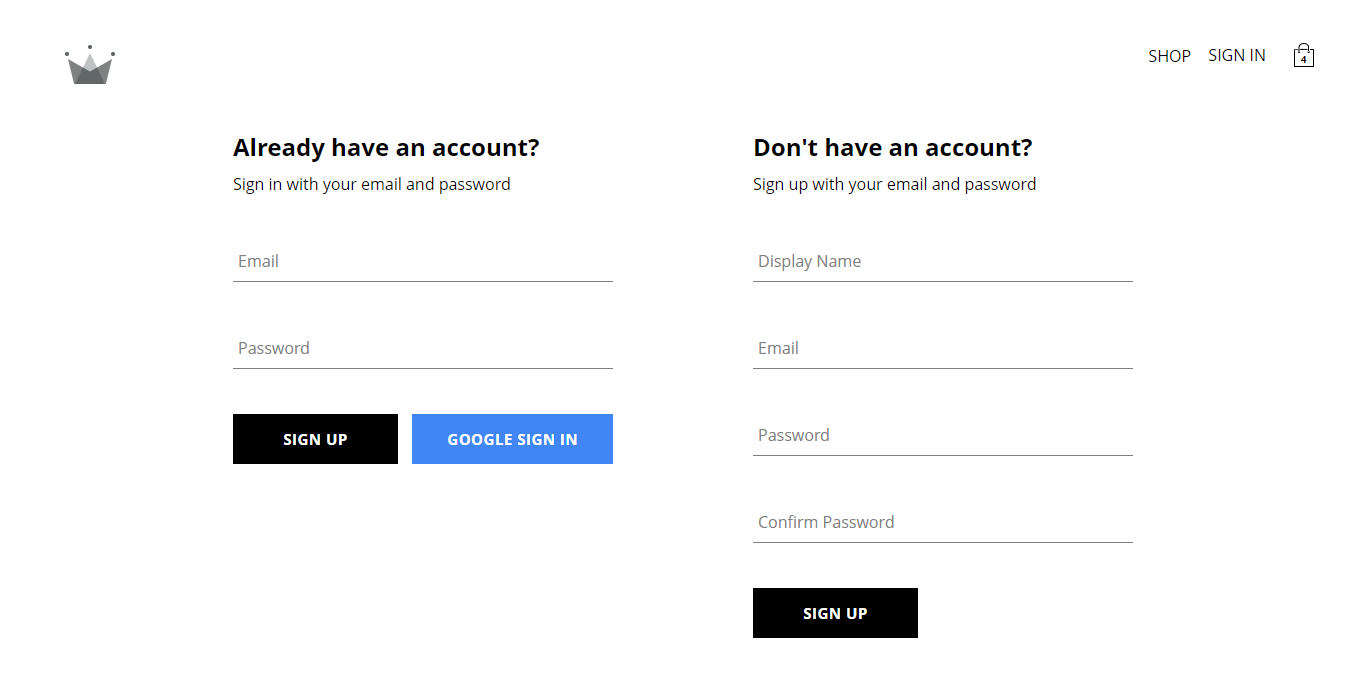 SHOP SIGN IN 4
Already have an account?
Sign in with your email and password
Email
Password
SIGN UP GOOGLE SIGN IN
Don't have an account?
Sign up with your email and password
Display Name
Email
Password
Confirm Password
SIGN UP